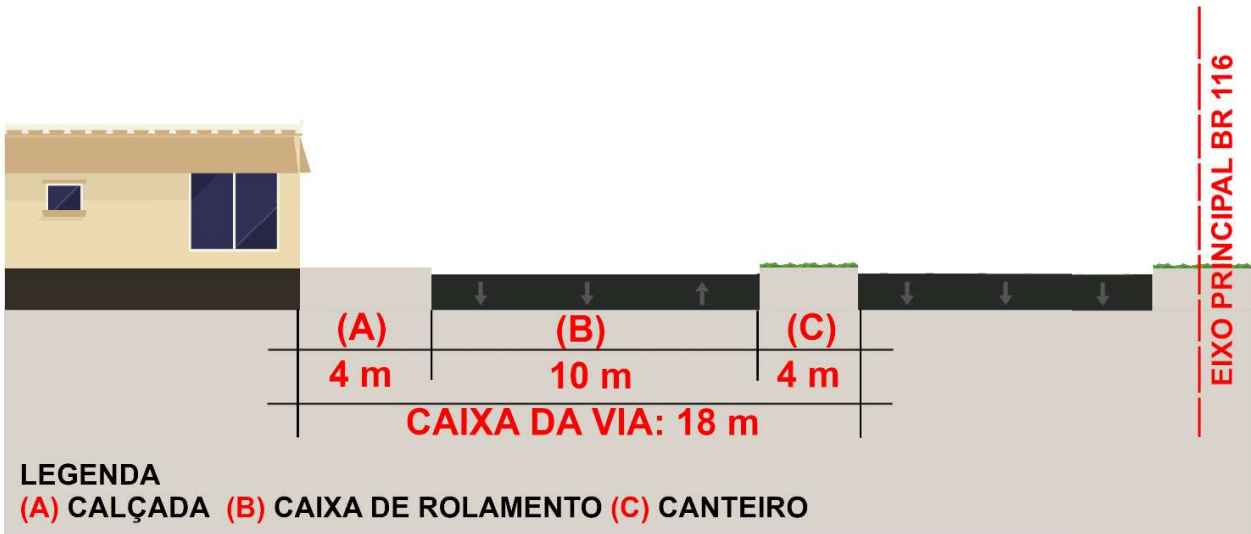 EIXO PRINCIPAL BR 116
(A) (B) (C)
4 m 10 m 4 m
CAIXA DA VIA: 18 m
LEGENDA
(A) CALÇADA (B) CAIXA DE ROLAMENTO (C) CANTEIRO